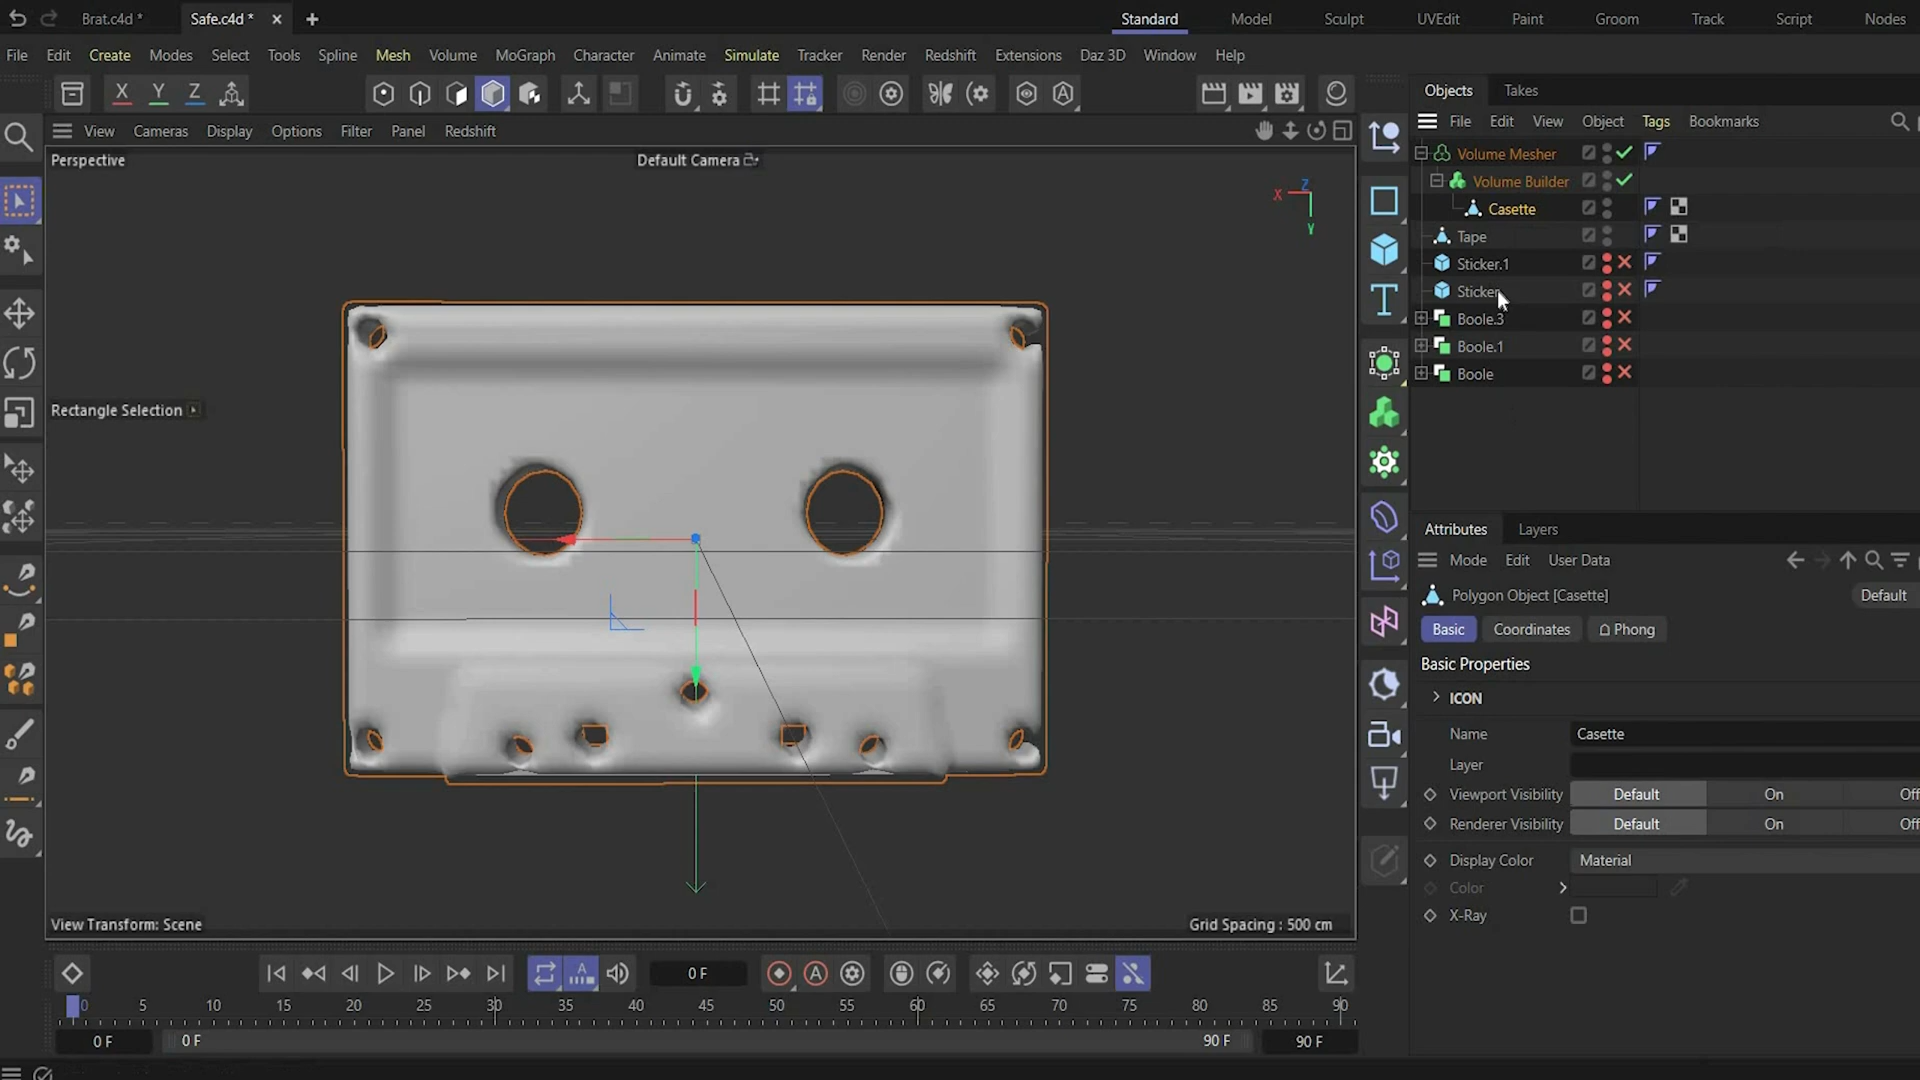 Brat.c4d * Safe.c4d * × +
Standard Model Sculpt UVEdit Paint Groom Track Script Nodes
File Edit Create Modes Select Tools Spline Mesh Volume MoGraph Character Animate Simulate Tracker Render Redshift Extensions Daz 3D Window Help
X Y Z
Objects Takes
View Cameras Display Options Filter Panel Redshift
File Edit View Object Tags Bookmarks
Perspective
Default Camera
Volume Mesher
Volume Builder
Casette
Tape
Sticker.1
Sticker
Boole.3
Boole.1
Boole
X Z
Y
Rectangle Selection
Attributes Layers
Mode Edit User Data
Polygon Object [Casette]
Default
Basic Coordinates Phong
Basic Properties
ICON
Name Casette
Layer
Viewport Visibility Default On Off
Renderer Visibility Default On Off
Display Color Material
Color
X-Ray
View Transform: Scene
Grid Spacing : 500 cm
0 F
0 5 10 15 20 25 30 35 40 45 50 55 60 65 70 75 80 85 90
0 F 0 F 90 F 90 F